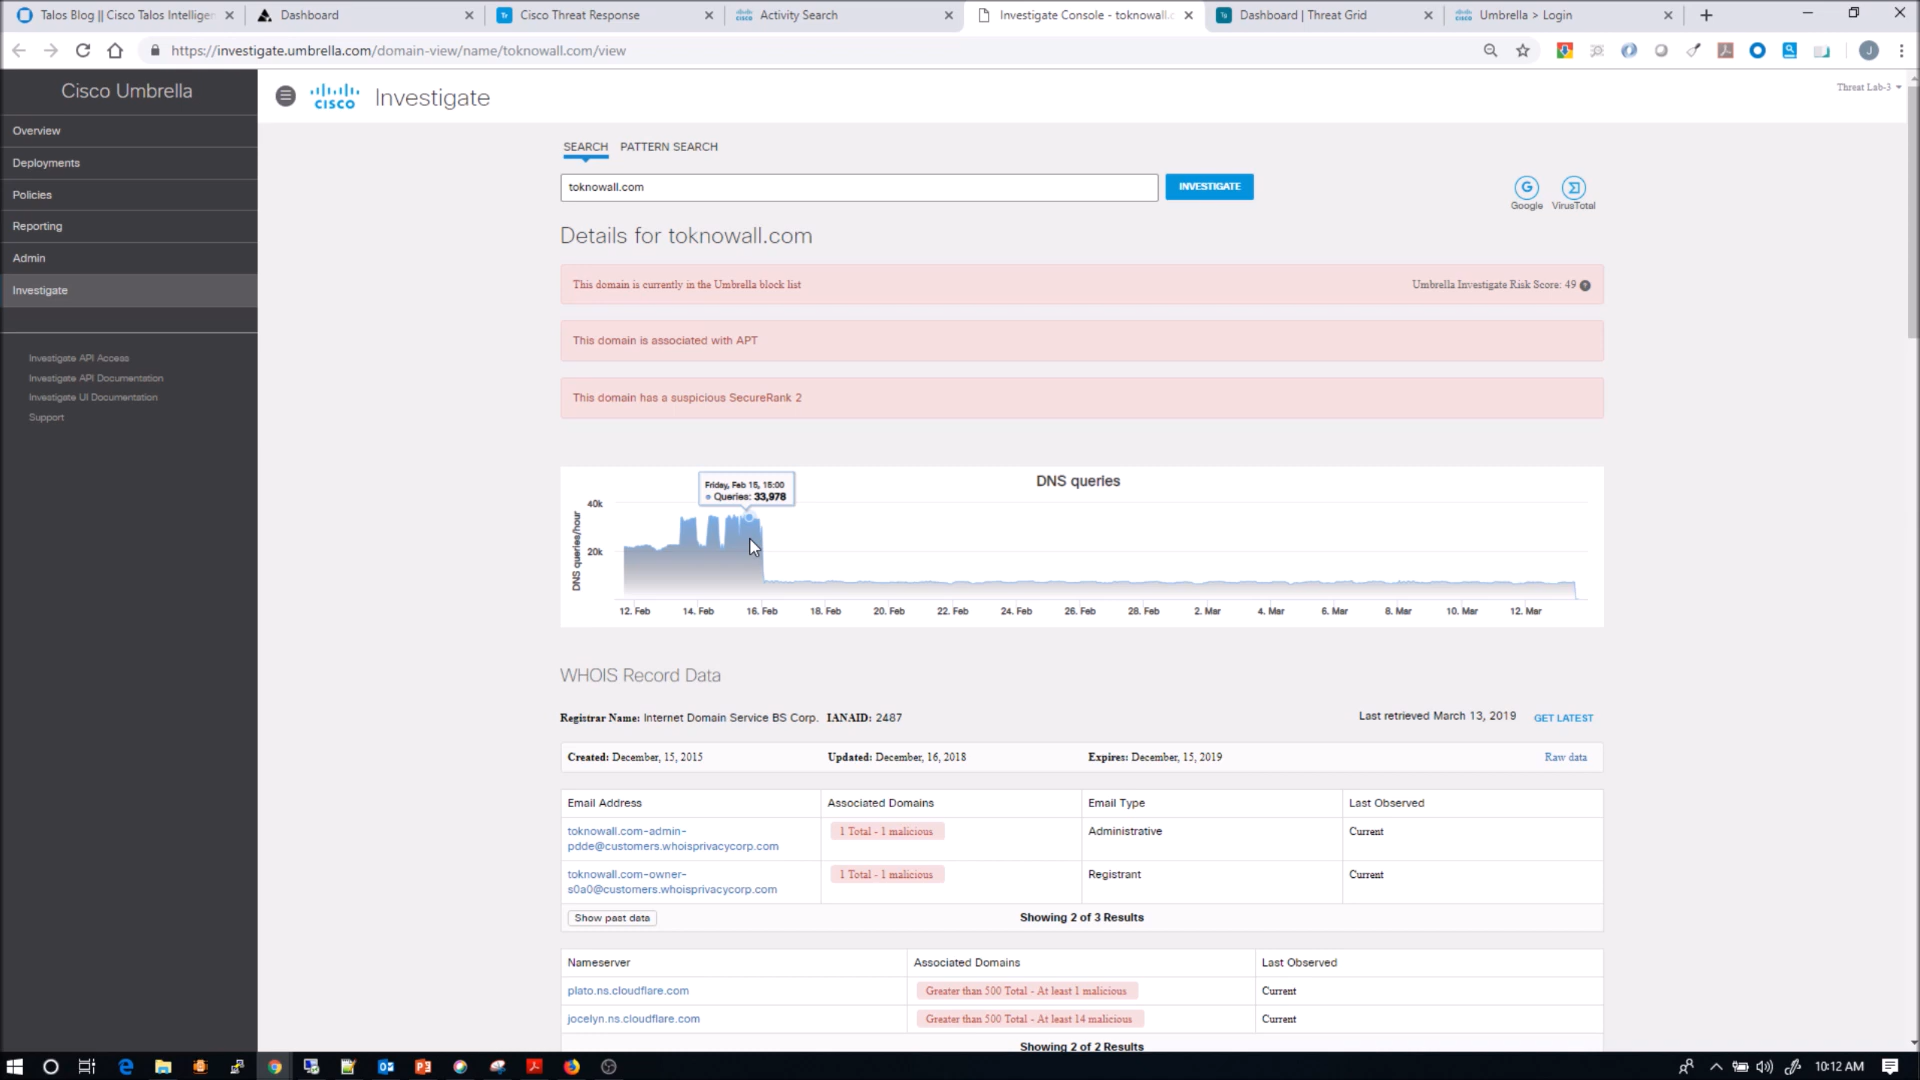 Talos Blog || Cisco Talos Intelligen
Dashboard
Cisco Threat Response
Activity Search
Investigate Console - toknowall.c
Dashboard | Threat Grid
Umbrella > Login
https://investigate.umbrella.com/domain-view/name/toknowall.com/view
J
Cisco Umbrella
Overview
Deployments
Policies
Reporting
Admin
Investigate
Investigate API Access
Investigate API Documentation
Investigate UI Documentation
Support
CISCO
Investigate
Threat Lab-3
SEARCH
PATTERN SEARCH
toknowall.com
INVESTIGATE
Google
VirusTotal
Details for toknowall.com
This domain is currently in the Umbrella block list
Umbrella Investigate Risk Score: 49
This domain is associated with APT
This domain has a suspicious SecureRank 2
DNS queries
Friday, Feb 15, 15:00
Queries: 33,978
DNS queries/hour
40k
20k
12. Feb 14. Feb 16. Feb 18. Feb 20. Feb 22. Feb 24. Feb 26. Feb 28. Feb 2. Mar 4. Mar 6. Mar 8. Mar 10. Mar 12. Mar
WHOIS Record Data
Registrar Name: Internet Domain Service BS Corp. IANAID: 2487
Last retrieved March 13, 2019 GET LATEST
Created: December, 15, 2015 Updated: December, 16, 2018 Expires: December, 15, 2019 Raw data
Email Address Associated Domains Email Type Last Observed
toknowall.com-admin-
pdde@customers.whoisprivacycorp.com
1 Total - 1 malicious
Administrative
Current
toknowall.com-owner-
s0a0@customers.whoisprivacycorp.com
1 Total - 1 malicious
Registrant
Current
Show past data
Showing 2 of 3 Results
Nameserver Associated Domains Last Observed
plato.ns.cloudflare.com Greater than 500 Total - At least 1 malicious Current
jocelyn.ns.cloudflare.com Greater than 500 Total - At least 14 malicious Current
Showing 2 of 2 Results
10:12 AM